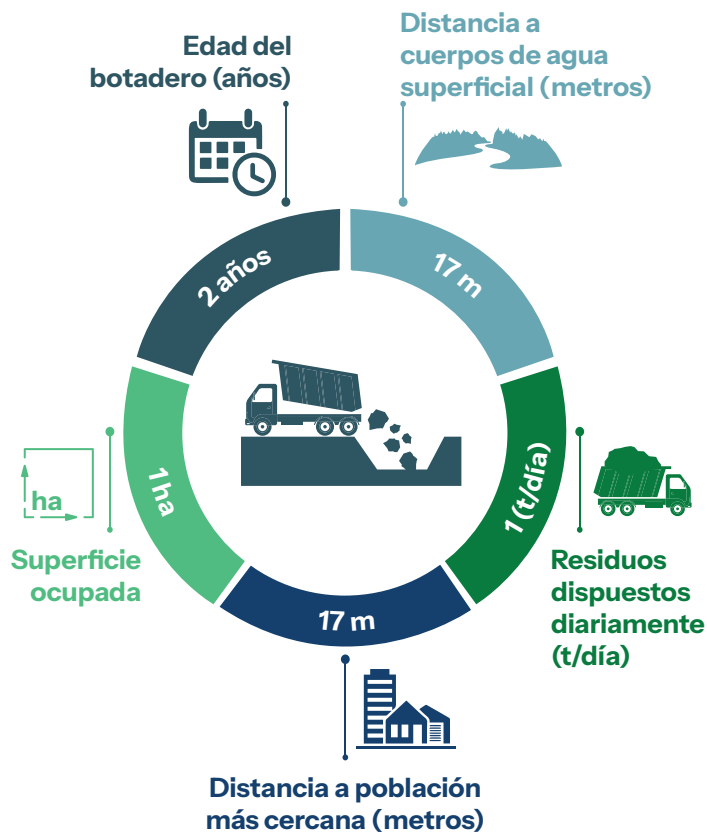 Edad del
botadero (años)
Distancia a
cuerpos de agua
superficial (metros)
2 años
17 m
1 ha
1 (t/día)
17 m
ha
Superficie
ocupada
Residuos
dispuestos
diariamente
(t/día)
Distancia a población
más cercana (metros)